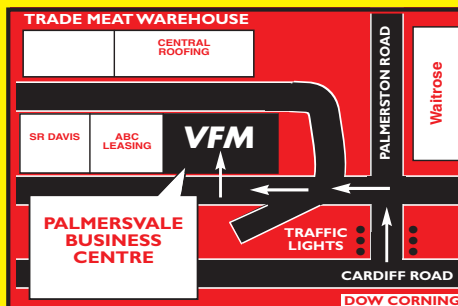 TRADE MEAT WAREHOUSE
CENTRAL
ROOFING
PALMERSTON ROAD
Waitrose
SR DAVIS
ABC
LEASING
VFM
PALMERSVALE
BUSINESS
CENTRE
TRAFFIC
LIGHTS
CARDIFF ROAD
DOW CORNING